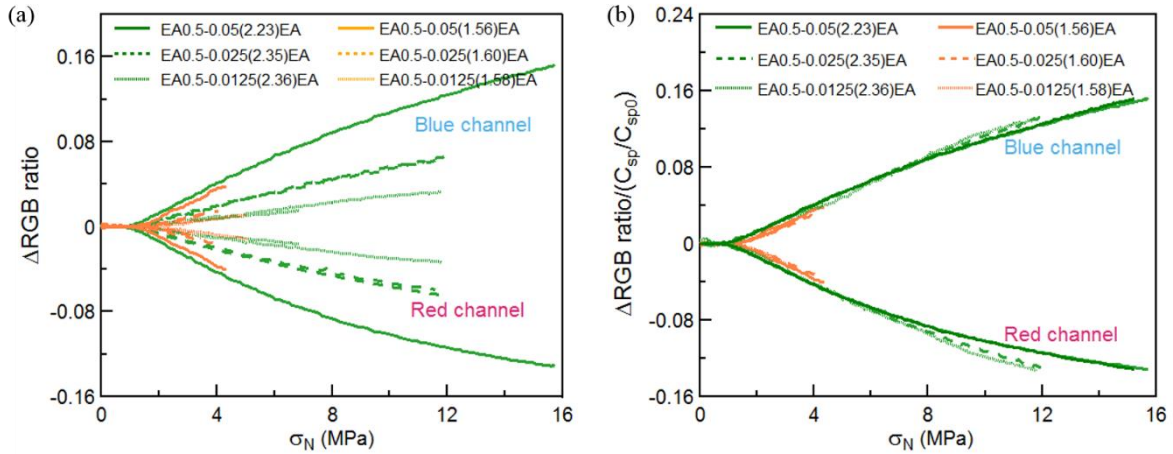 (a)
0.16
0.08
0
-0.08
-0.16
ΔRGB ratio
EA0.5-0.05(2.23)EA
EA0.5-0.025(2.35)EA
EA0.5-0.0125(2.36)EA
EA0.5-0.05(1.56)EA
EA0.5-0.025(1.60)EA
EA0.5-0.0125(1.58)EA
Blue channel
Red channel
0 4 8 12 16
σN (MPa)
(b)
0.24
0.16
0.08
0
-0.08
-0.16
ΔRGB ratio/(Csp/Csp0)
EA0.5-0.05(2.23)EA
EA0.5-0.025(2.35)EA
EA0.5-0.0125(2.36)EA
EA0.5-0.05(1.56)EA
EA0.5-0.025(1.60)EA
EA0.5-0.0125(1.58)EA
Blue channel
Red channel
0 4 8 12 16
σN (MPa)